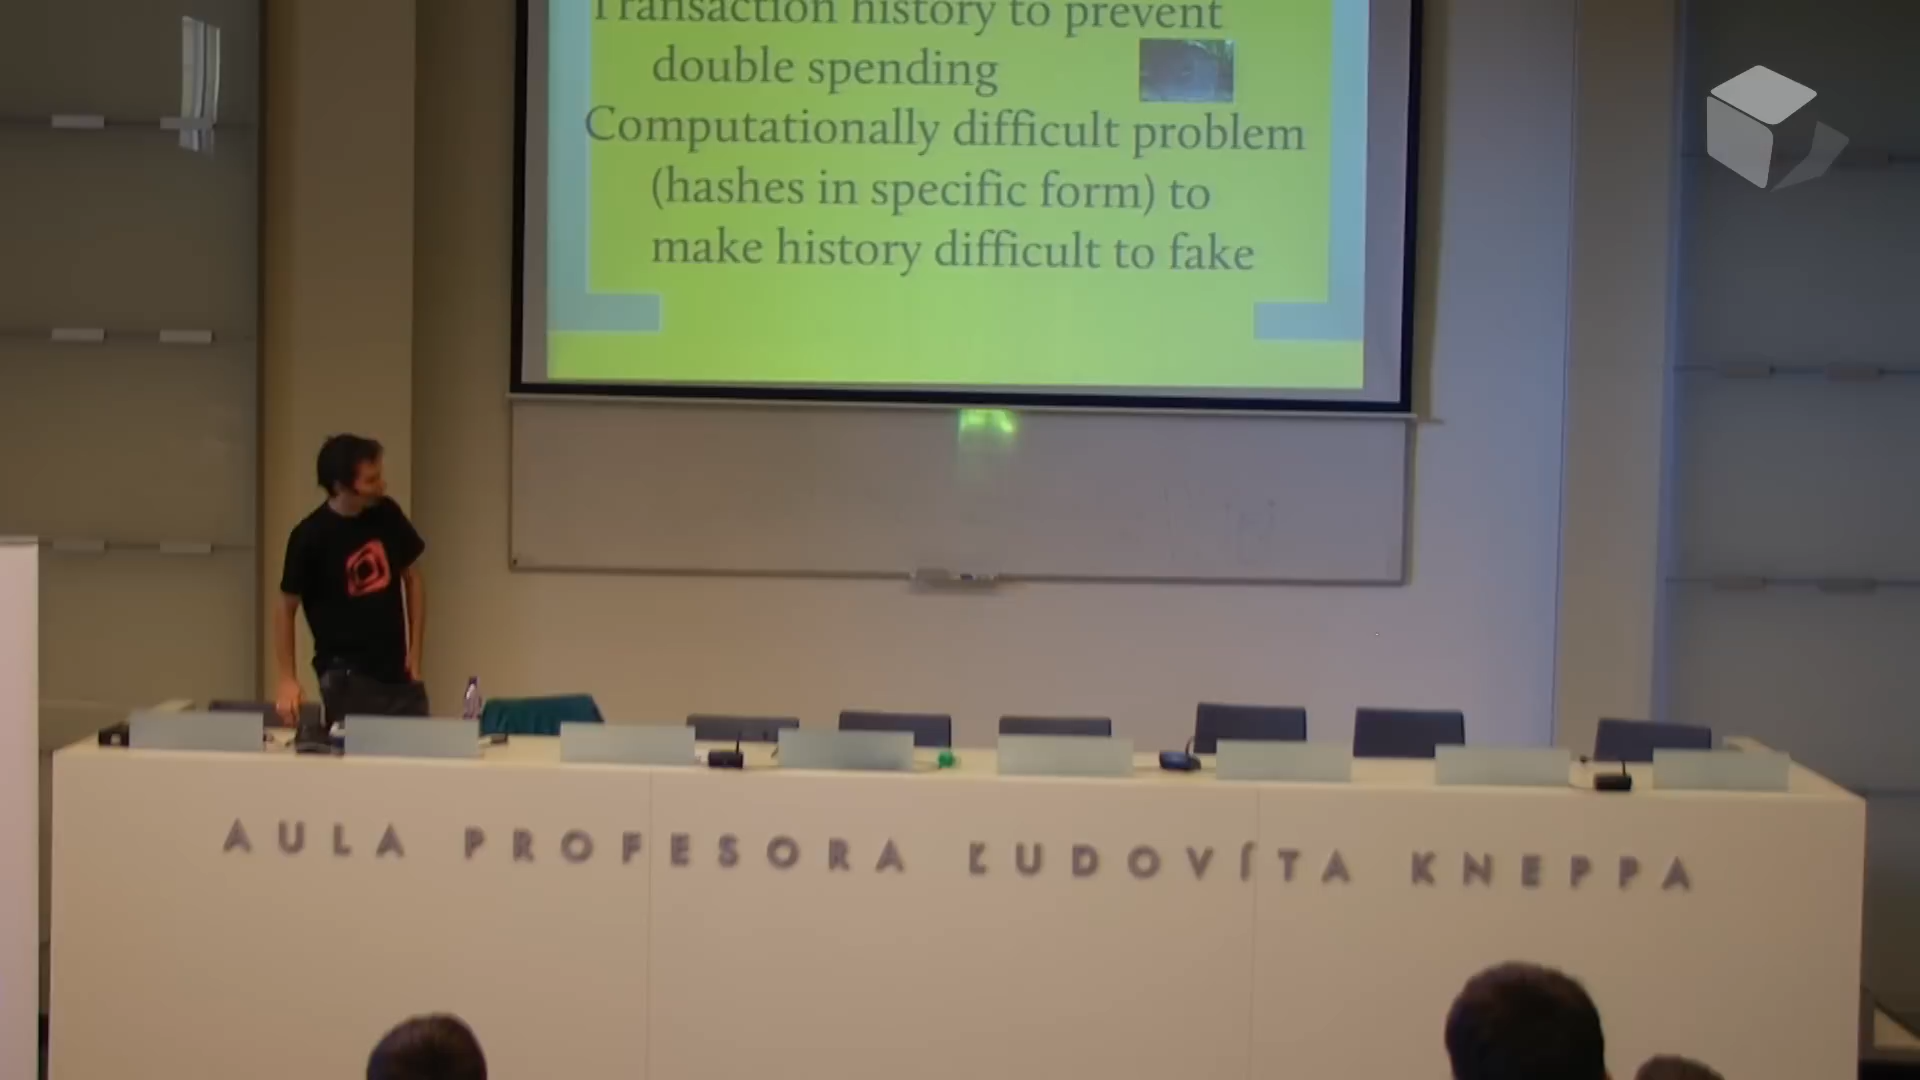 Transaction history to prevent
double spending
Computationally difficult problem
(hashes in specific form) to
make history difficult to fake
AULA PROFESORA ĽUDOVÍTA KNEPPA